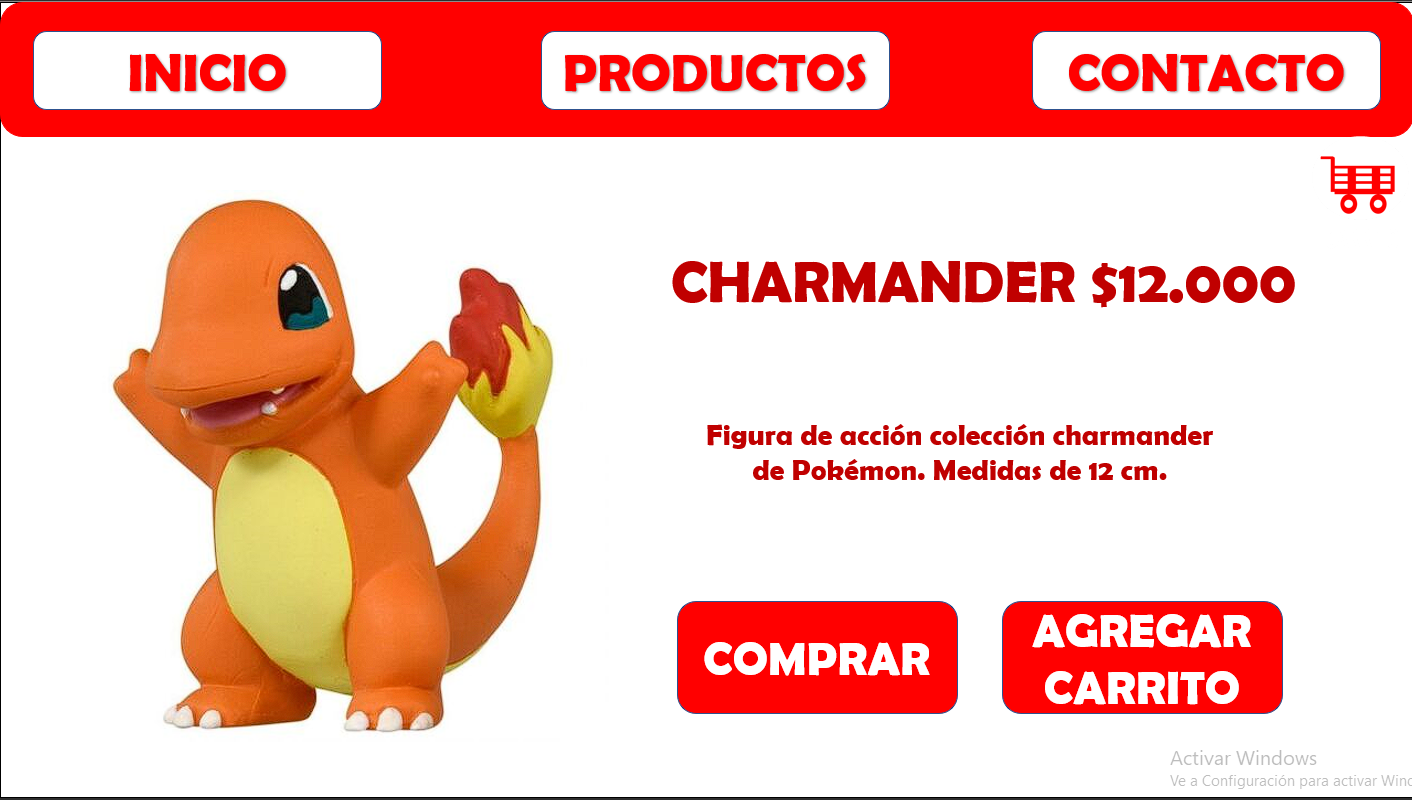 INICIO
PRODUCTOS
CONTACTO
CHARMANDER $12.000
Figura de acción colección charmander
de Pokémon. Medidas de 12 cm.
COMPRAR
AGREGAR
CARRITO
Activar Windows
Ve a Configuración para activar Wind